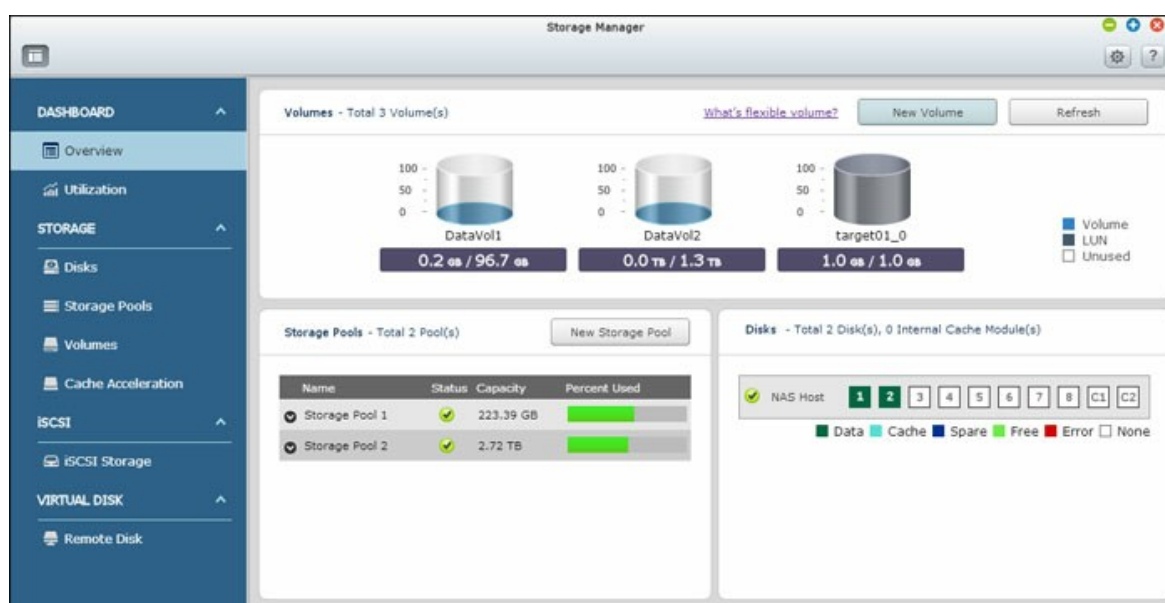 Storage Manager
?
DASHBOARD
Overview
Utilization
STORAGE
Disks
Storage Pools
Volumes
Cache Acceleration
iSCSI
iSCSI Storage
VIRTUAL DISK
Remote Disk
Volumes - Total 3 Volume(s)
What's flexible volume?
New Volume
Refresh
100
50
0
DataVol1
0.2 GB / 96.7 GB
100
50
0
DataVol2
0.0 TB / 1.3 TB
100
50
0
target01_0
1.0 GB / 1.0 GB
Volume
LUN
Unused
Storage Pools - Total 2 Pool(s)
New Storage Pool
Name Status Capacity Percent Used
Storage Pool 1 223.39 GB
Storage Pool 2 2.72 TB
Disks - Total 2 Disk(s), 0 Internal Cache Module(s)
NAS Host 1 2 3 4 5 6 7 8 C1 C2
Data Cache Spare Free Error None